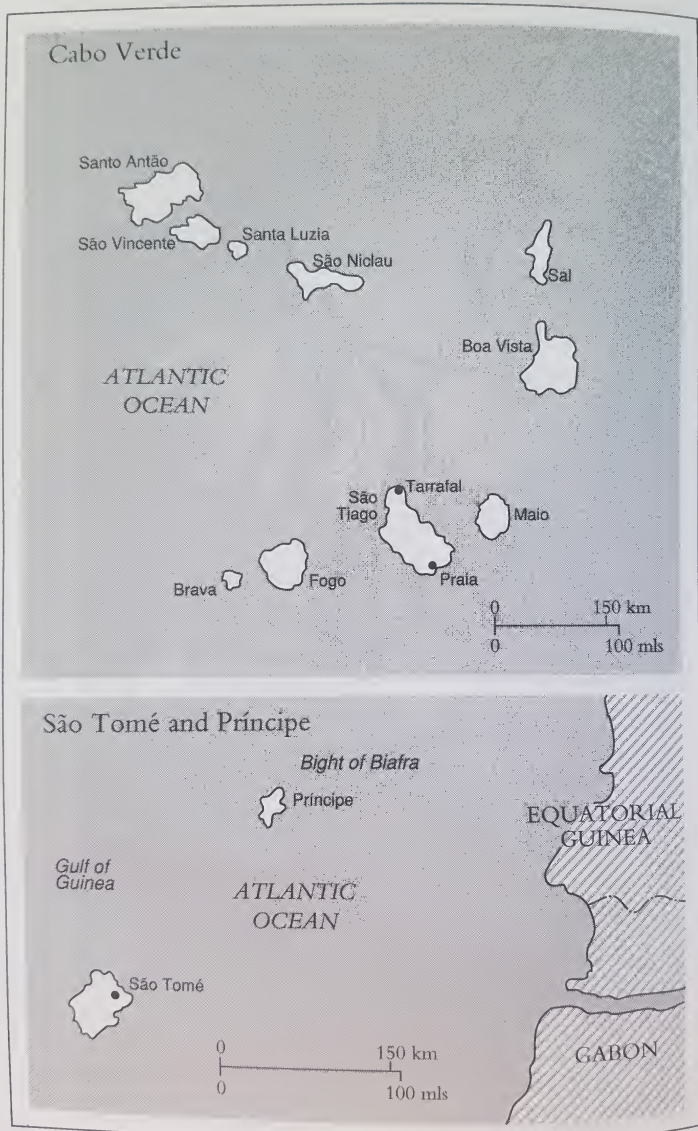 Cabo Verde
Santo Antão
São Vincente
Santa Luzia
São Niclau
Sal
Boa Vista
ATLANTIC
OCEAN
São
Tiago
Tarrafal
Maio
Praia
Fogo
Brava
0 150 km
0 100 mls
São Tomé and Príncipe
Bight of Biafra
Príncipe
EQUATORIAL
GUINEA
Gulf of
Guinea
ATLANTIC
OCEAN
São Tomé
GABON
0 150 km
0 100 mls